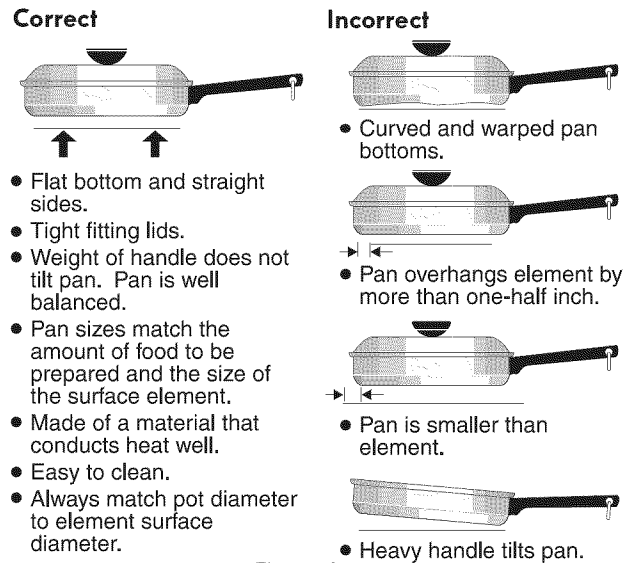 Correct
● Flat bottom and straight
sides.
● Tight fitting lids.
● Weight of handle does not
tilt pan. Pan is well
balanced.
● Pan sizes match the
amount of food to be
prepared and the size of
the surface element.
● Made of a material that
conducts heat well.
● Easy to clean.
● Always match pot diameter
to element surface
diameter.
Incorrect
● Curved and warped pan
bottoms.
● Pan overhangs element by
more than one-half inch.
● Pan is smaller than
element.
● Heavy handle tilts pan.